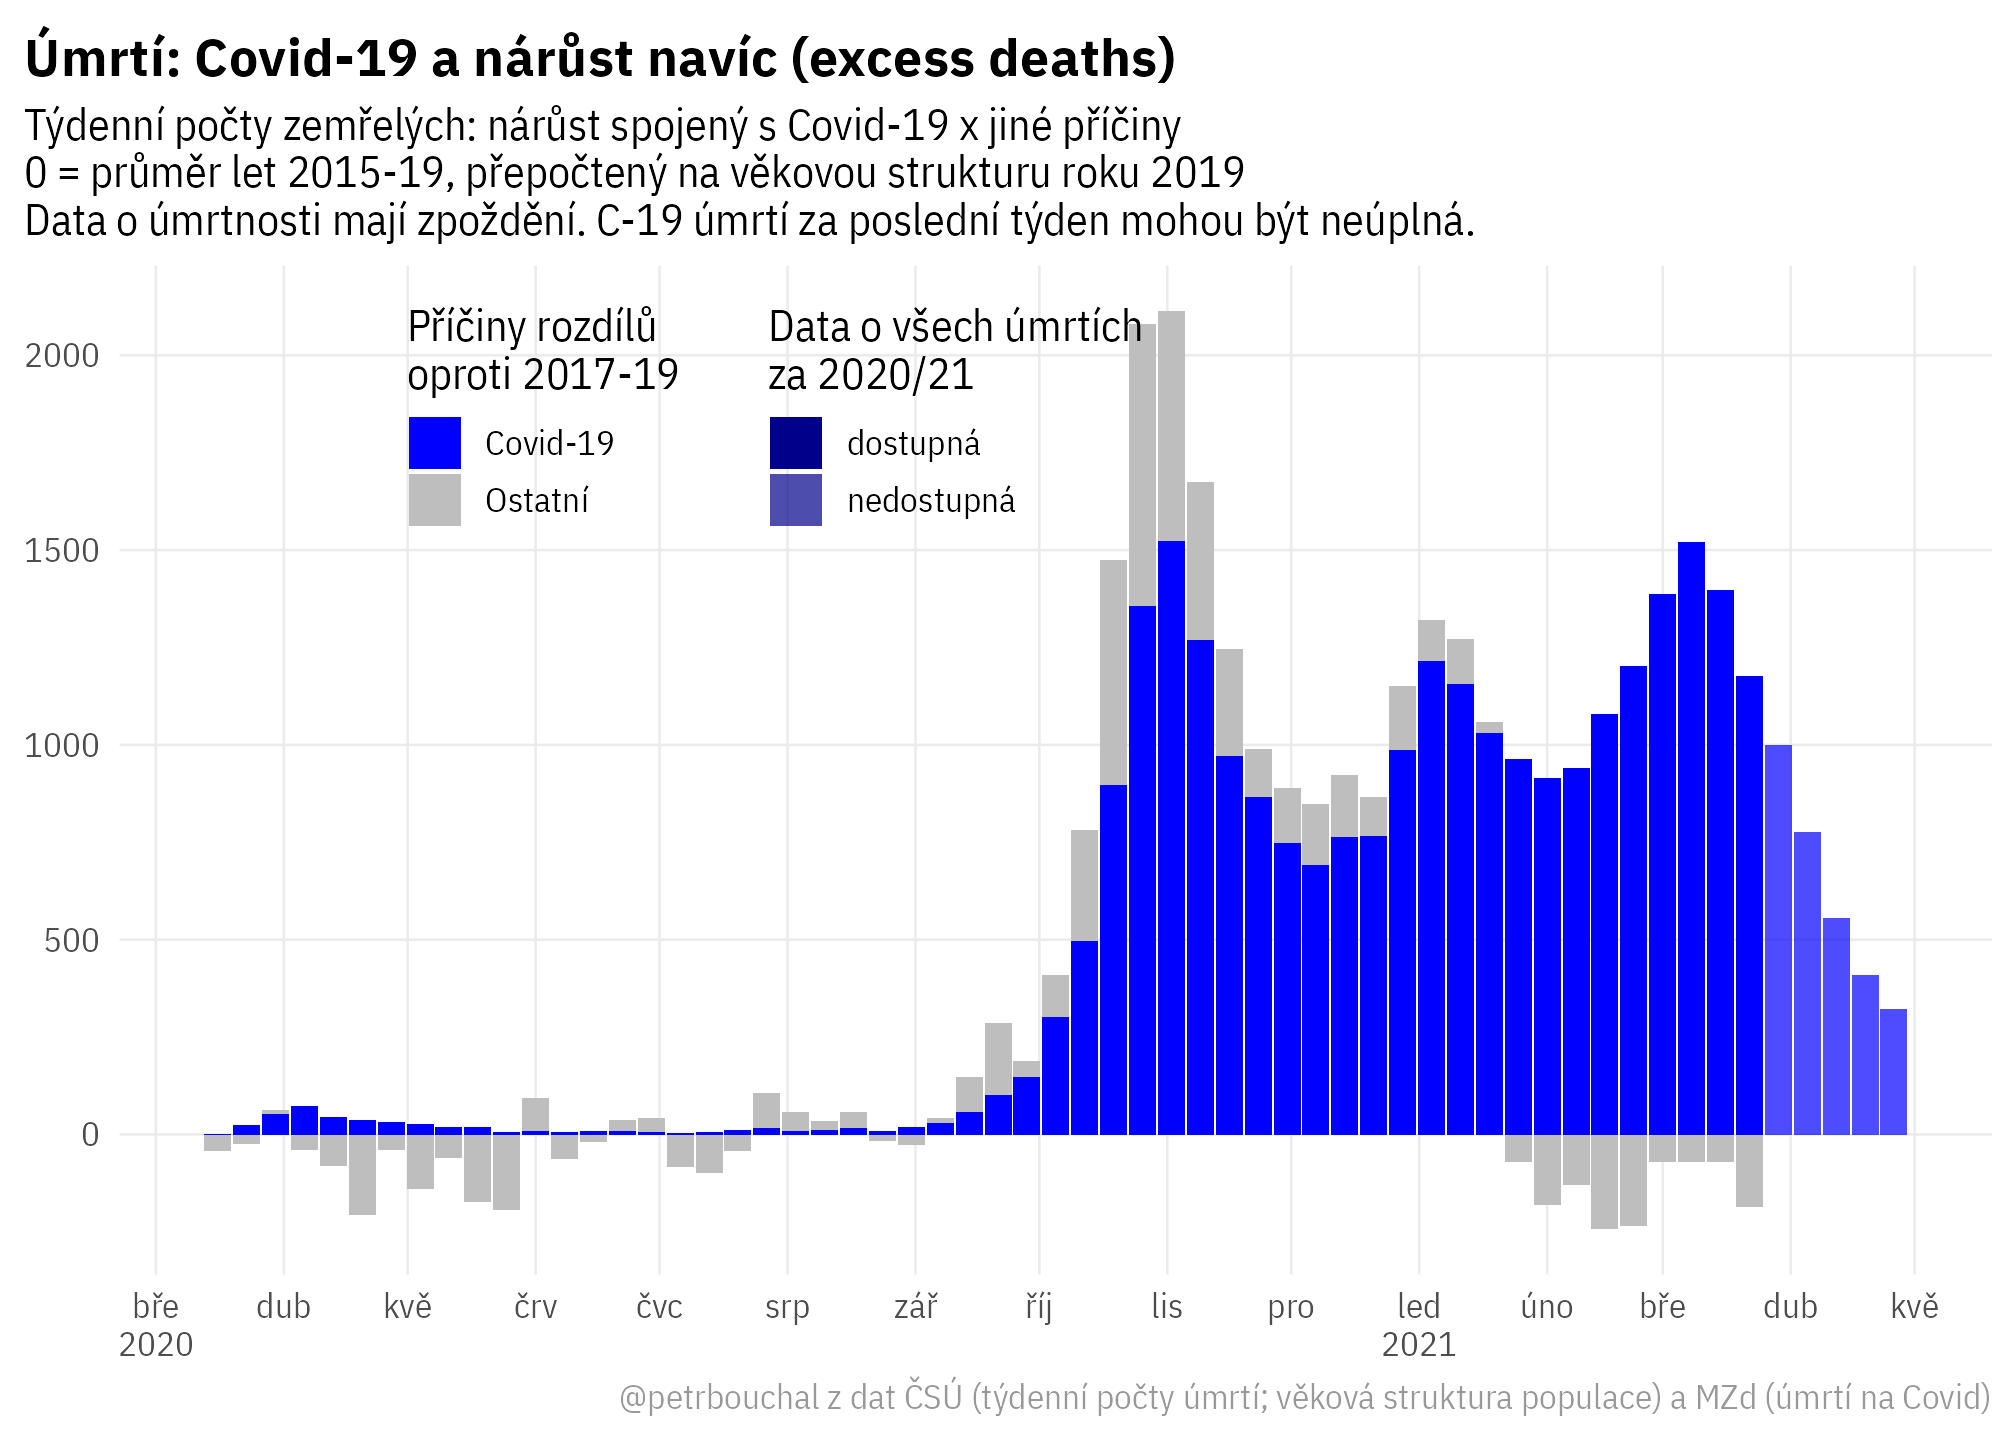 Úmrtí: Covid-19 a nárůst navíc (excess deaths)
Týdenní počty zemřelých: nárůst spojený s Covid-19 x jiné příčiny
0 = průměr let 2015-19, přepočtený na věkovou strukturu roku 2019
Data o úmrtnosti mají zpoždění. C-19 úmrtí za poslední týden mohou být neúplná.
Příčiny rozdílů
oproti 2017-19
Covid-19
Ostatní
Data o všech úmrtích
za 2020/21
dostupná
nedostupná
2000
1500
1000
500
0
bře dub kvě črv čvc srp zář říj lis pro led úno bře dub kvě
2020 2021
@petrbouchal z dat ČSÚ (týdenní počty úmrtí; věková struktura populace) a MZd (úmrtí na Covid)